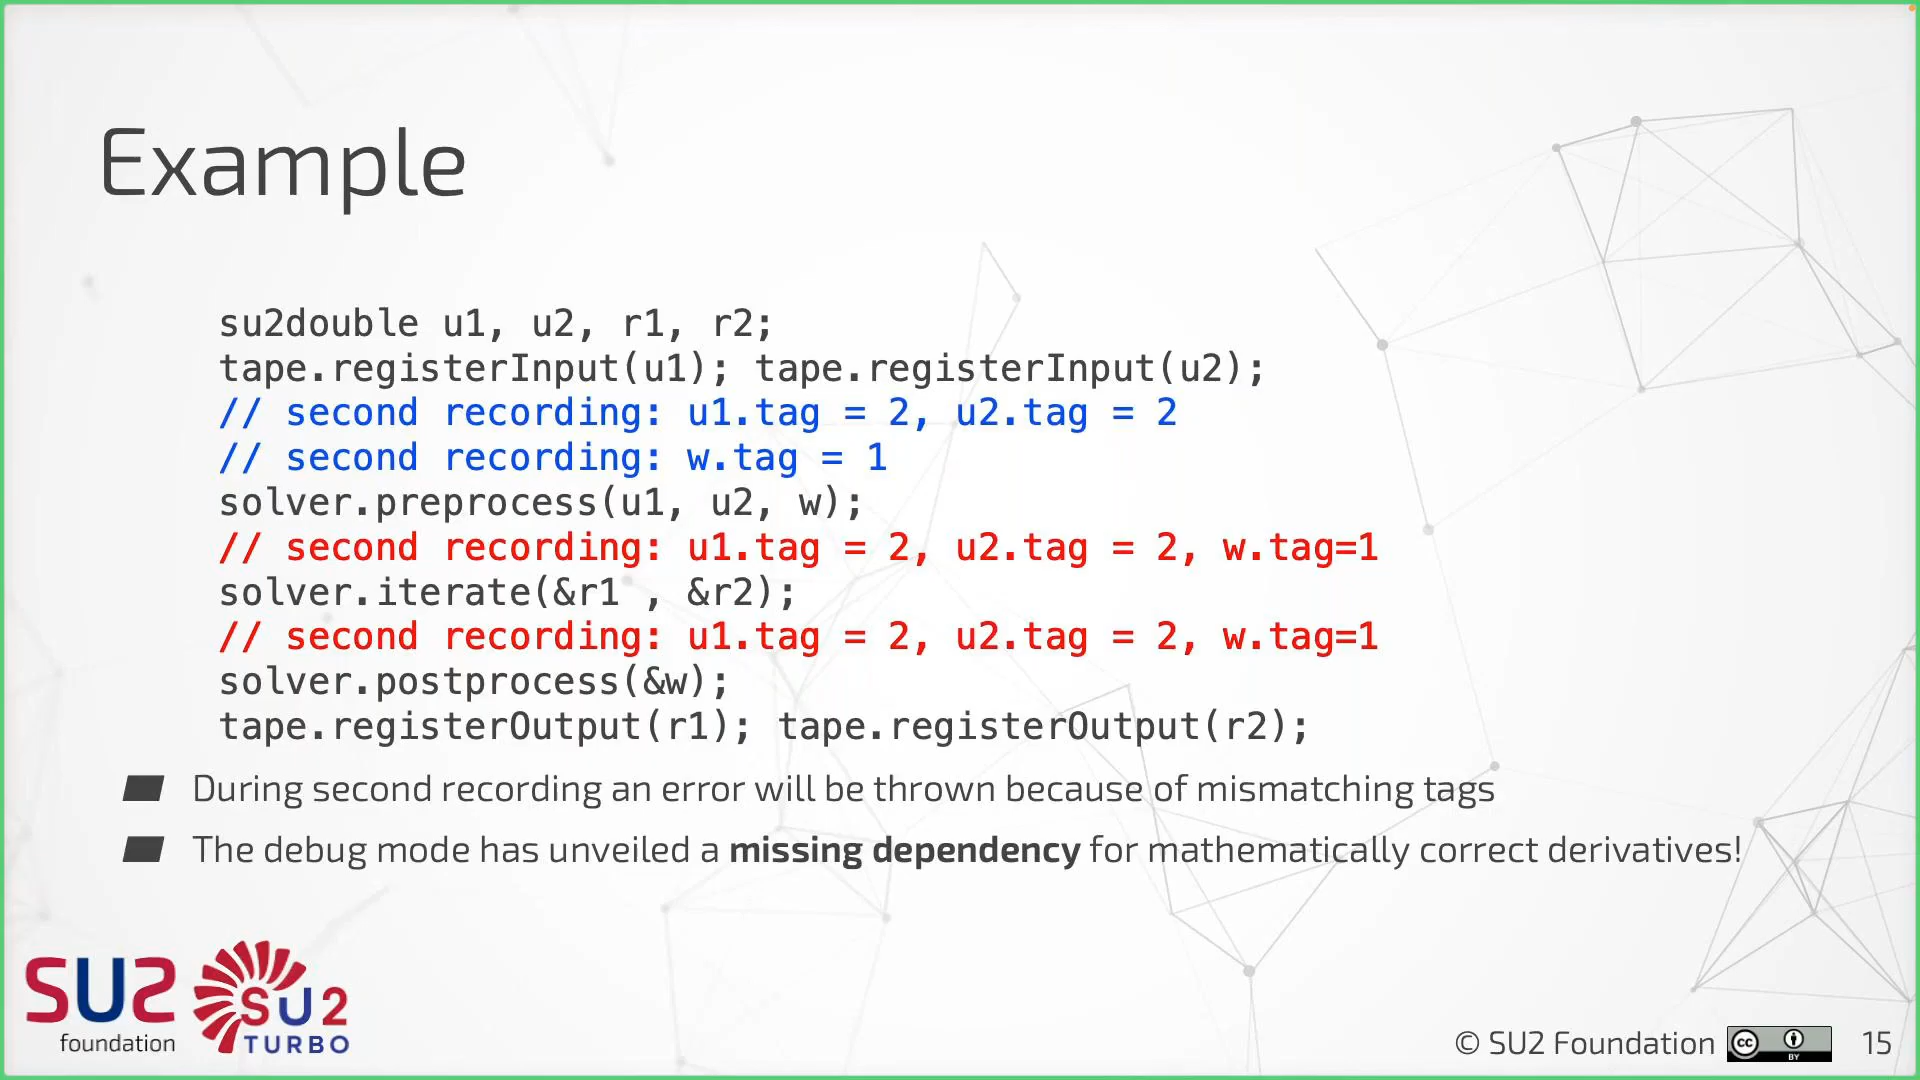 Example
su2double u1, u2, r1, r2;
tape.registerInput(u1); tape.registerInput(u2);
// second recording: u1.tag = 2, u2.tag = 2
// second recording: w.tag = 1
solver.preprocess(u1, u2, w);
// second recording: u1.tag = 2, u2.tag = 2, w.tag=1
solver.iterate(&r1 , &r2);
// second recording: u1.tag = 2, u2.tag = 2, w.tag=1
solver.postprocess(&w);
tape.registerOutput(r1); tape.registerOutput(r2);
During second recording an error will be thrown because of mismatching tags
The debug mode has unveiled a missing dependency for mathematically correct derivatives!
SU2
foundation
SU2
TURBO
© SU2 Foundation
cc
BY
15